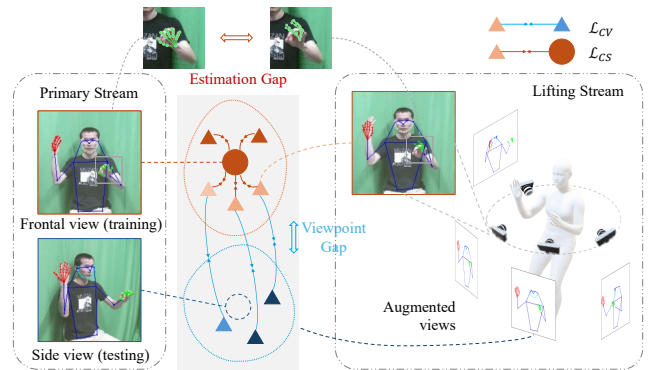 Estimation Gap
ℒ_CV
ℒ_CS
Primary Stream
Lifting Stream
Frontal view (training)
Viewpoint
Gap
Side view (testing)
Augmented
views